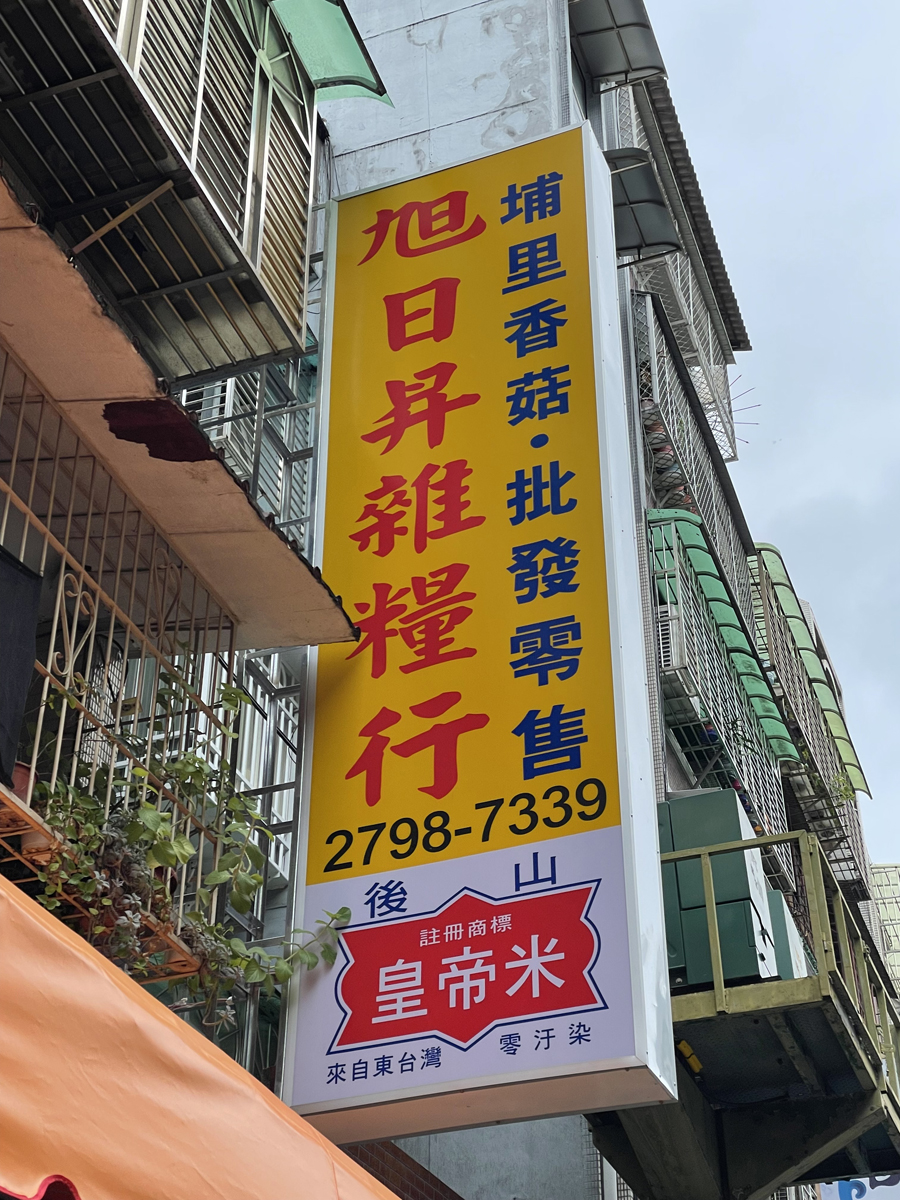 埔里香菇·批發零售
旭日昇雜糧行
2798-7339
後山
註冊商標
皇帝米
來自東台灣 零汙染